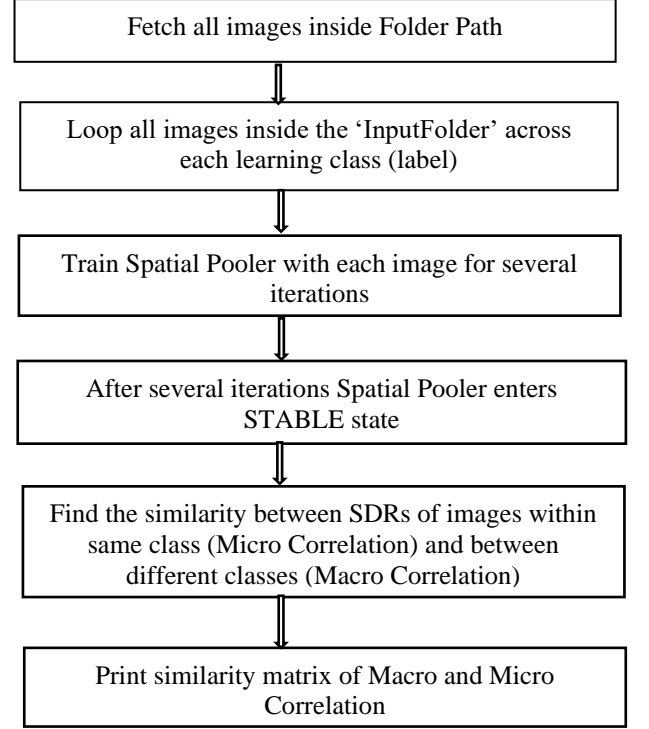 Fetch all images inside Folder Path
Loop all images inside the ‘InputFolder’ across
each learning class (label)
Train Spatial Pooler with each image for several
iterations
After several iterations Spatial Pooler enters
STABLE state
Find the similarity between SDRs of images within
same class (Micro Correlation) and between
different classes (Macro Correlation)
Print similarity matrix of Macro and Micro
Correlation